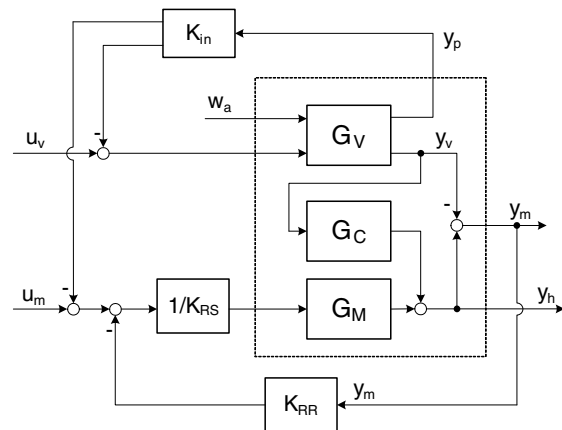 K_in
y_p
w_a
G_V
u_v
-
y_v
-
G_C
y_m
-
u_m
-
1/K_RS
G_M
y_h
K_RR
y_m